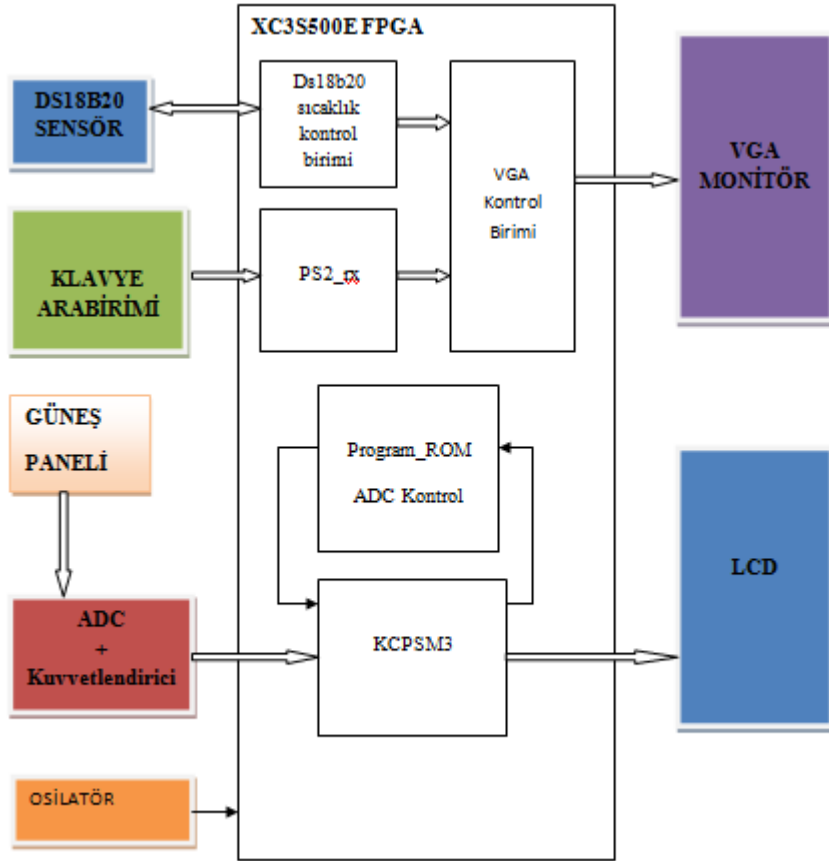 XC3S500E FPGA
DS18B20
SENSÖR
Ds18b20
sıcaklık
kontrol
birimi
VGA
Kontrol
Birimi
VGA
MONİTÖR
KLAVYE
ARABİRİMİ
PS2_rx
GÜNEŞ
PANELİ
Program_ROM
ADC Kontrol
LCD
ADC
+
Kuvvetlendirici
KCPSM3
OSİLATÖR